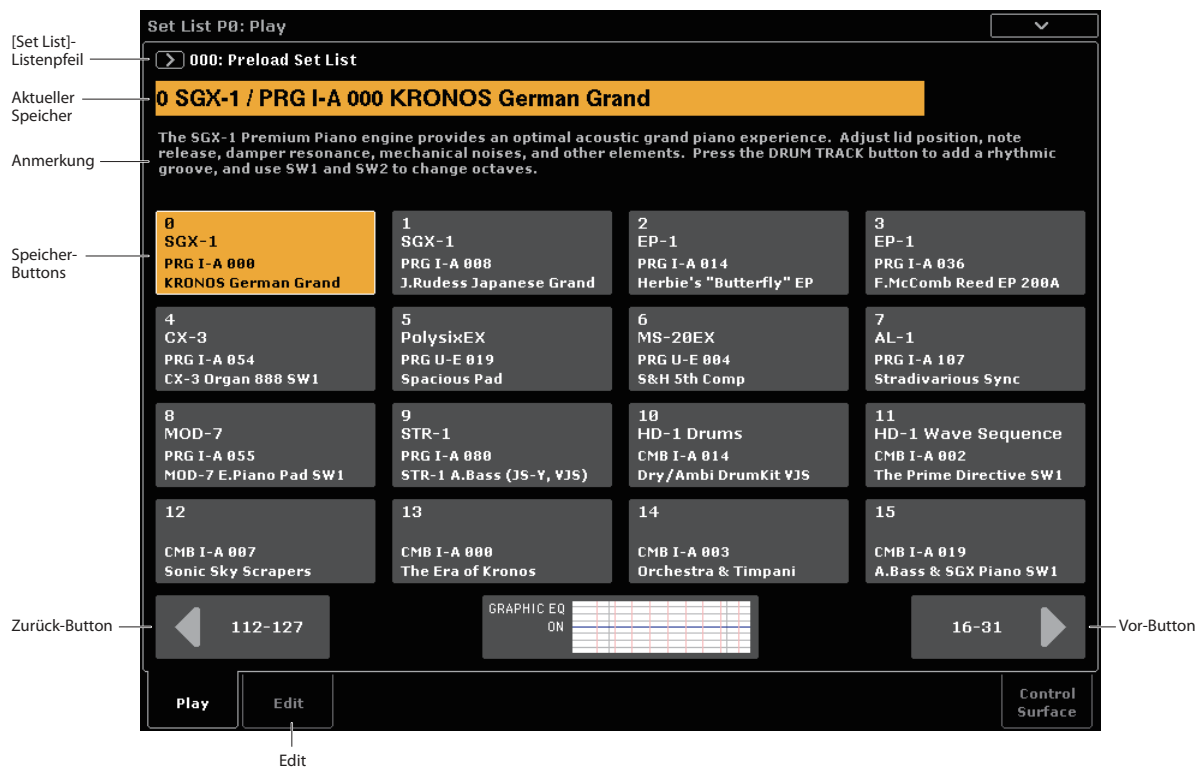 Set List P0: Play
[Set List]-
Listenpfeil
000: Preload Set List
Aktueller
Speicher
0 SGX-1 / PRG I-A 000 KRONOS German Grand
Anmerkung
The SGX-1 Premium Piano engine provides an optimal acoustic grand piano experience. Adjust lid position, note
release, damper resonance, mechanical noises, and other elements. Press the DRUM TRACK button to add a rhythmic
groove, and use SW1 and SW2 to change octaves.
Speicher-
Buttons
0
SGX-1
PRG I-A 000
KRONOS German Grand
1
SGX-1
PRG I-A 008
J.Rudess Japanese Grand
2
EP-1
PRG I-A 014
Herbie's "Butterfly" EP
3
EP-1
PRG I-A 036
F.McComb Reed EP 200A
4
CX-3
PRG I-A 054
CX-3 Organ 888 SW1
5
PolysixEX
PRG U-E 019
Spacious Pad
6
MS-20EX
PRG U-E 004
S&H 5th Comp
7
AL-1
PRG I-A 107
Stradivarious Sync
8
MOD-7
PRG I-A 055
MOD-7 E.Piano Pad SW1
9
STR-1
PRG I-A 080
STR-1 A.Bass (JS-Y, VJS)
10
HD-1 Drums
CMB I-A 014
Dry/Ambi DrumKit VJS
11
HD-1 Wave Sequence
CMB I-A 002
The Prime Directive SW1
12
CMB I-A 007
Sonic Sky Scrapers
13
CMB I-A 000
The Era of Kronos
14
CMB I-A 003
Orchestra & Timpani
15
CMB I-A 019
A.Bass & SGX Piano SW1
Zurück-Button
112-127
GRAPHIC EQ
ON
16-31
Vor-Button
Play
Edit
Control
Surface
Edit